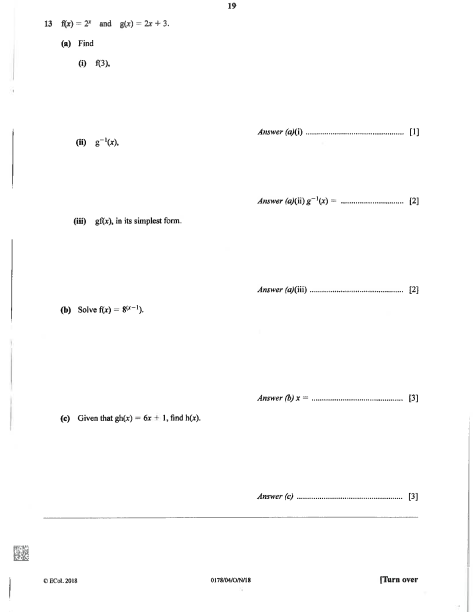 19
13 f(x) = 2ˣ and g(x) = 2x + 3.
(a) Find
(i) f(3),
Answer (a)(i) ................................................ [1]
(ii) g⁻¹(x),
Answer (a)(ii) g⁻¹(x) = .............................. [2]
(iii) gf(x), in its simplest form.
Answer (a)(iii) ............................................. [2]
(b) Solve f(x) = 8⁽ˣ⁻¹⁾.
Answer (b) x = ............................................ [3]
(c) Given that gh(x) = 6x + 1, find h(x).
Answer (c) ................................................... [3]
© ECoL 2018
0178/04/O/N/18
[Turn over